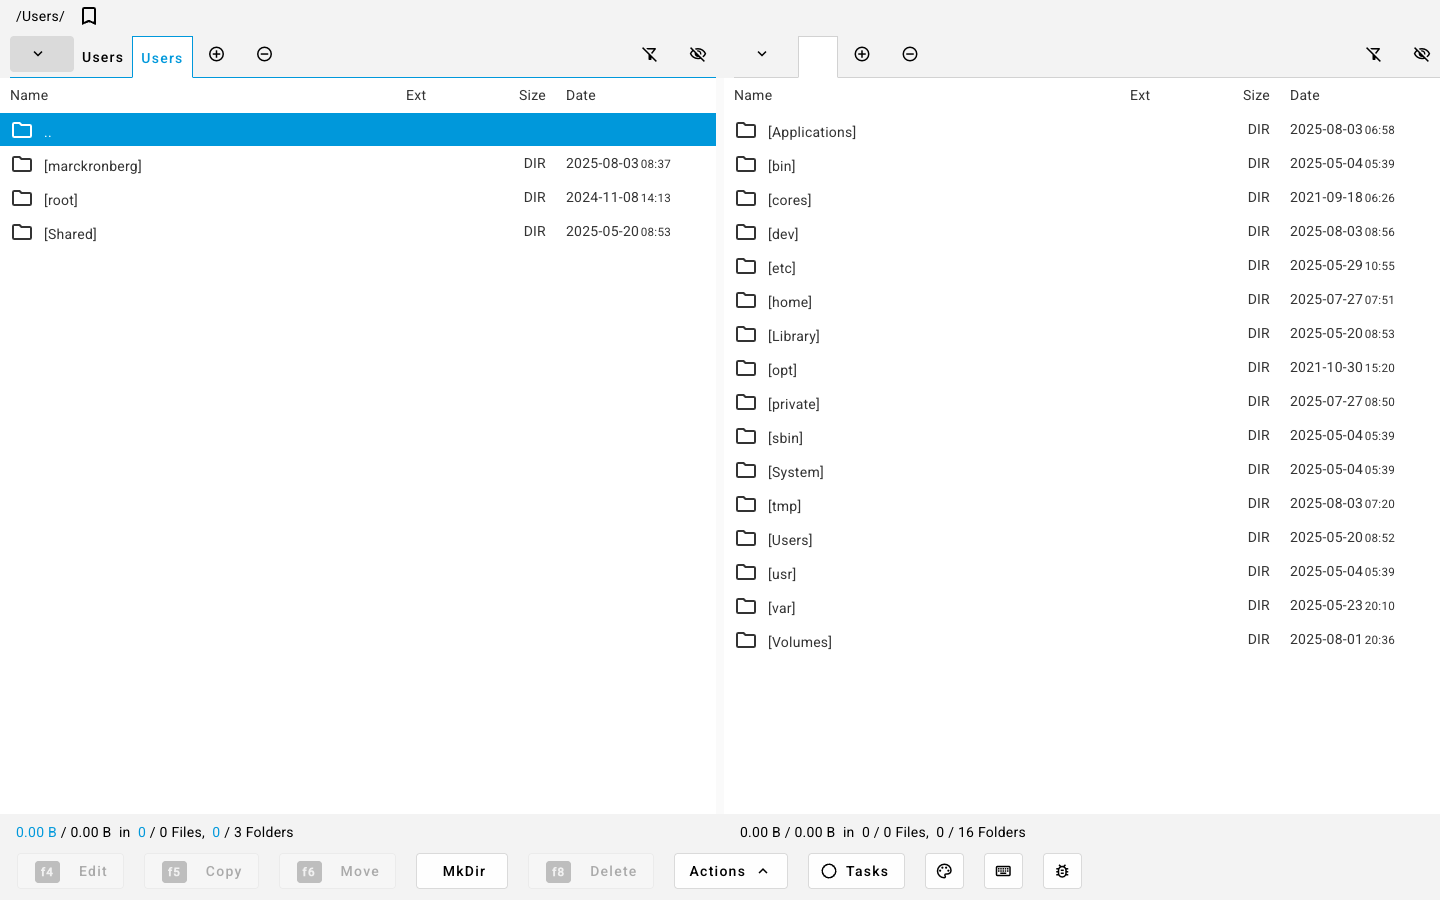 /Users/
Users Users
Name Ext Size Date
..
[marckronberg] DIR 2025-08-03 08:37
[root] DIR 2024-11-08 14:13
[Shared] DIR 2025-05-20 08:53
Name Ext Size Date
[Applications] DIR 2025-08-03 06:58
[bin] DIR 2025-05-04 05:39
[cores] DIR 2021-09-18 06:26
[dev] DIR 2025-08-03 08:56
[etc] DIR 2025-05-29 10:55
[home] DIR 2025-07-27 07:51
[Library] DIR 2025-05-20 08:53
[opt] DIR 2021-10-30 15:20
[private] DIR 2025-07-27 08:50
[sbin] DIR 2025-05-04 05:39
[System] DIR 2025-05-04 05:39
[tmp] DIR 2025-08-03 07:20
[Users] DIR 2025-05-20 08:52
[usr] DIR 2025-05-04 05:39
[var] DIR 2025-05-23 20:10
[Volumes] DIR 2025-08-01 20:36
0.00 B / 0.00 B in 0 / 0 Files, 0 / 3 Folders
0.00 B / 0.00 B in 0 / 0 Files, 0 / 16 Folders
f4 Edit f5 Copy f6 Move MkDir f8 Delete Actions Tasks